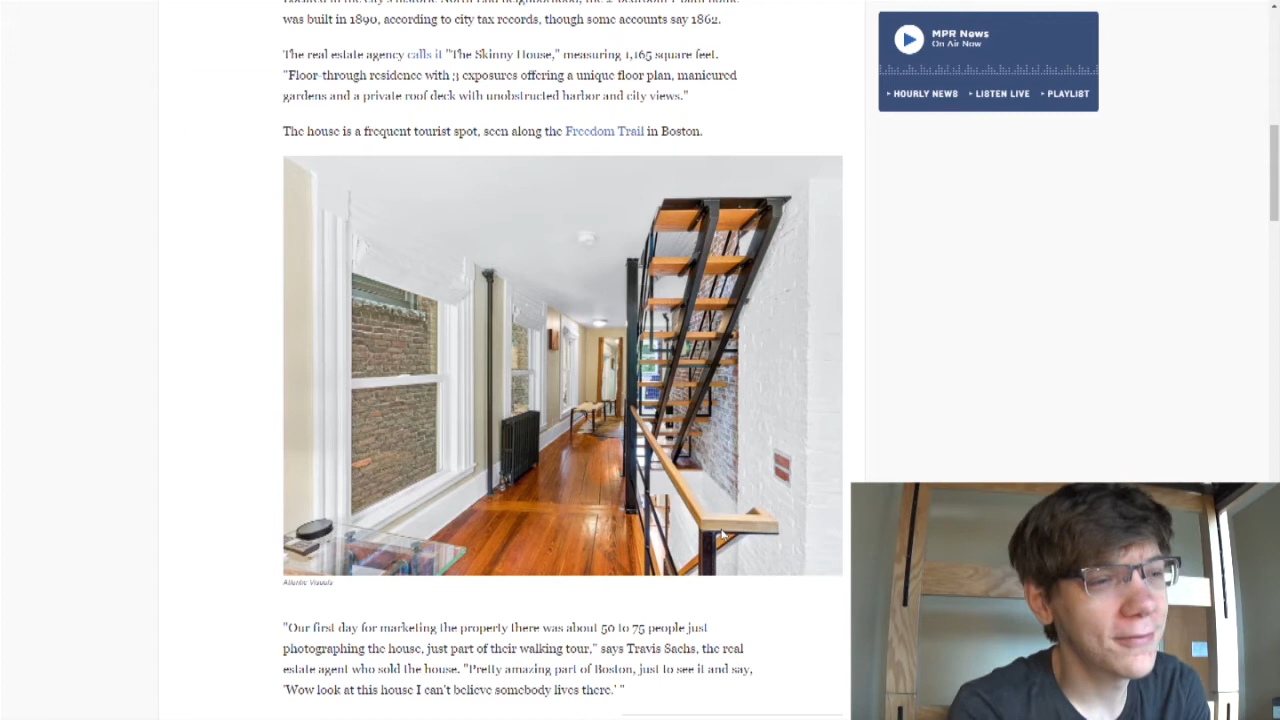 was built in 1890, according to city tax records, though some accounts say 1862.
The real estate agency calls it "The Skinny House," measuring 1,165 square feet.
"Floor-through residence with 3 exposures offering a unique floor plan, manicured
gardens and a private roof deck with unobstructed harbor and city views."
The house is a frequent tourist spot, seen along the Freedom Trail in Boston.
Atlantic Visuals
"Our first day for marketing the property there was about 50 to 75 people just
photographing the house, just part of their walking tour," says Travis Sachs, the real
estate agent who sold the house. "Pretty amazing part of Boston, just to see it and say,
'Wow look at this house I can't believe somebody lives there.' "
MPR News
On Air Now
HOURLY NEWS
LISTEN LIVE
PLAYLIST